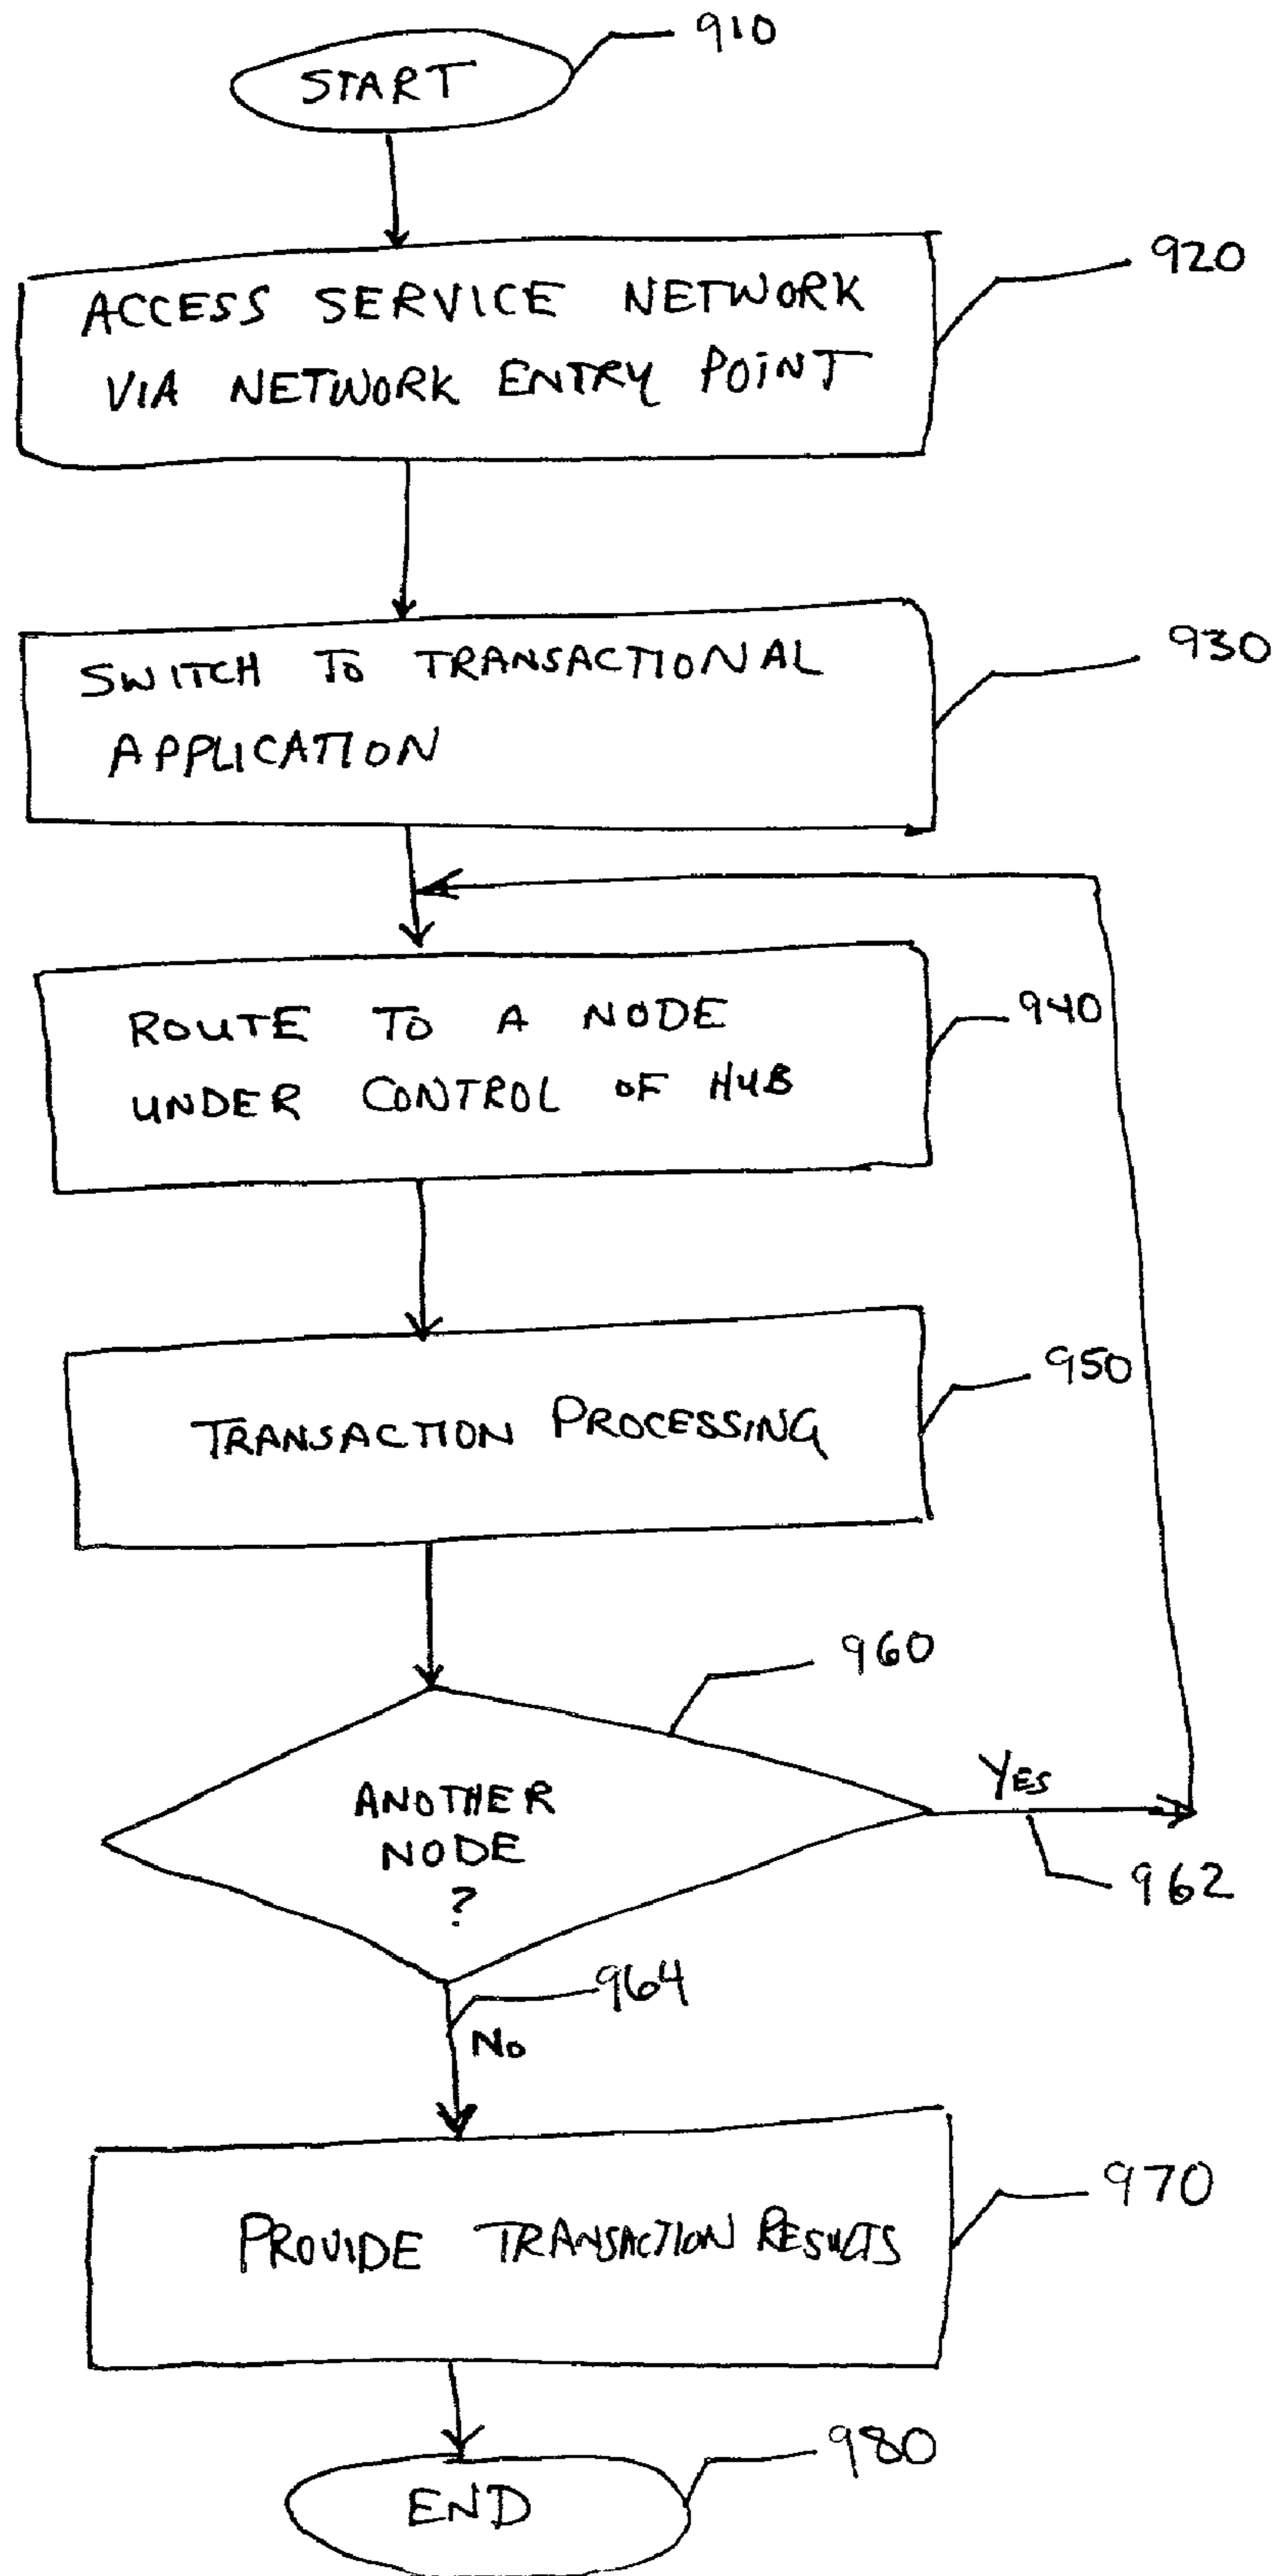 910
START
920
ACCESS SERVICE NETWORK
VIA NETWORK ENTRY POINT
930
SWITCH TO TRANSACTIONAL
APPLICATION
940
ROUTE TO A NODE
UNDER CONTROL OF HUB
950
TRANSACTION PROCESSING
960
ANOTHER
NODE
?
YES
962
964
NO
970
PROVIDE TRANSACTION RESULTS
980
END